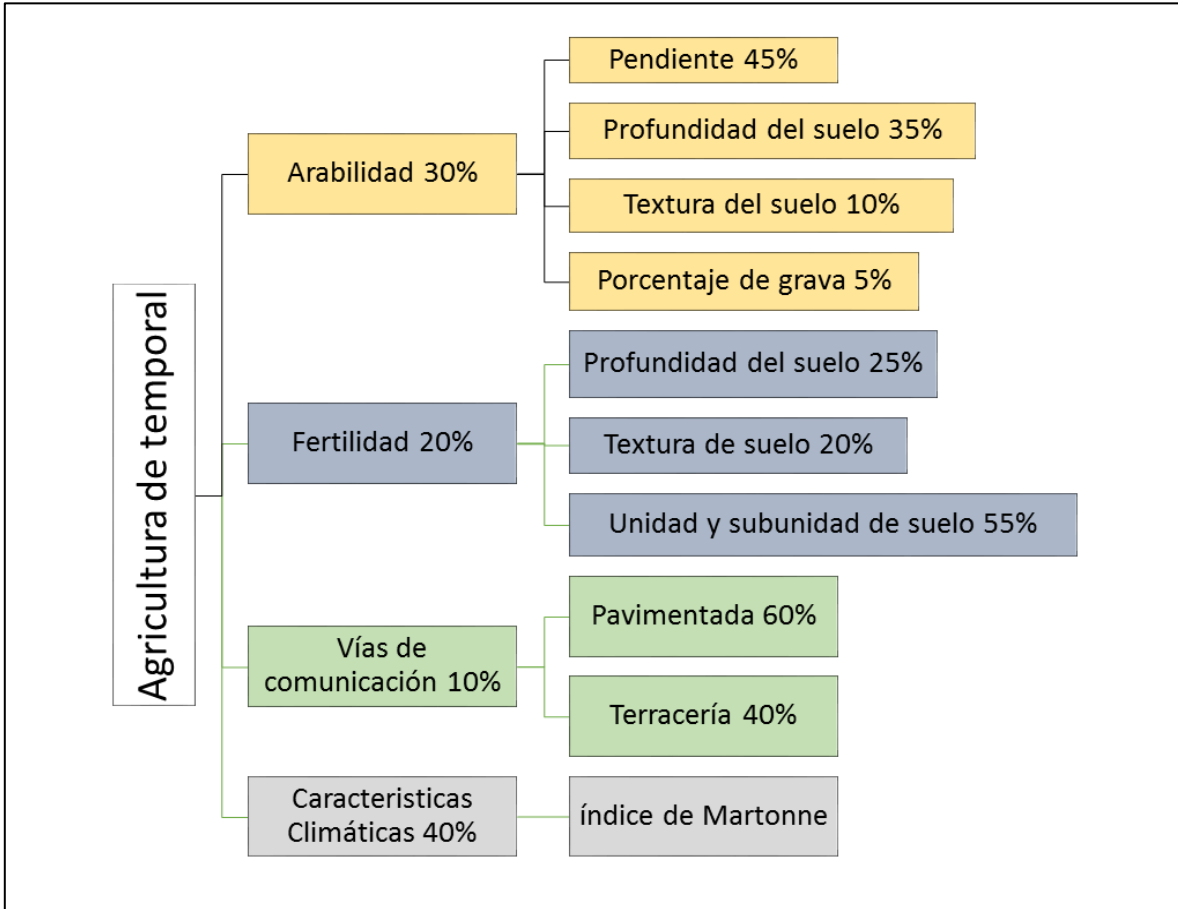 Agricultura de temporal
Arabilidad 30%
Pendiente 45%
Profundidad del suelo 35%
Textura del suelo 10%
Porcentaje de grava 5%
Fertilidad 20%
Profundidad del suelo 25%
Textura de suelo 20%
Unidad y subunidad de suelo 55%
Vías de
comunicación 10%
Pavimentada 60%
Terracería 40%
Caracteristicas
Climáticas 40%
índice de Martonne